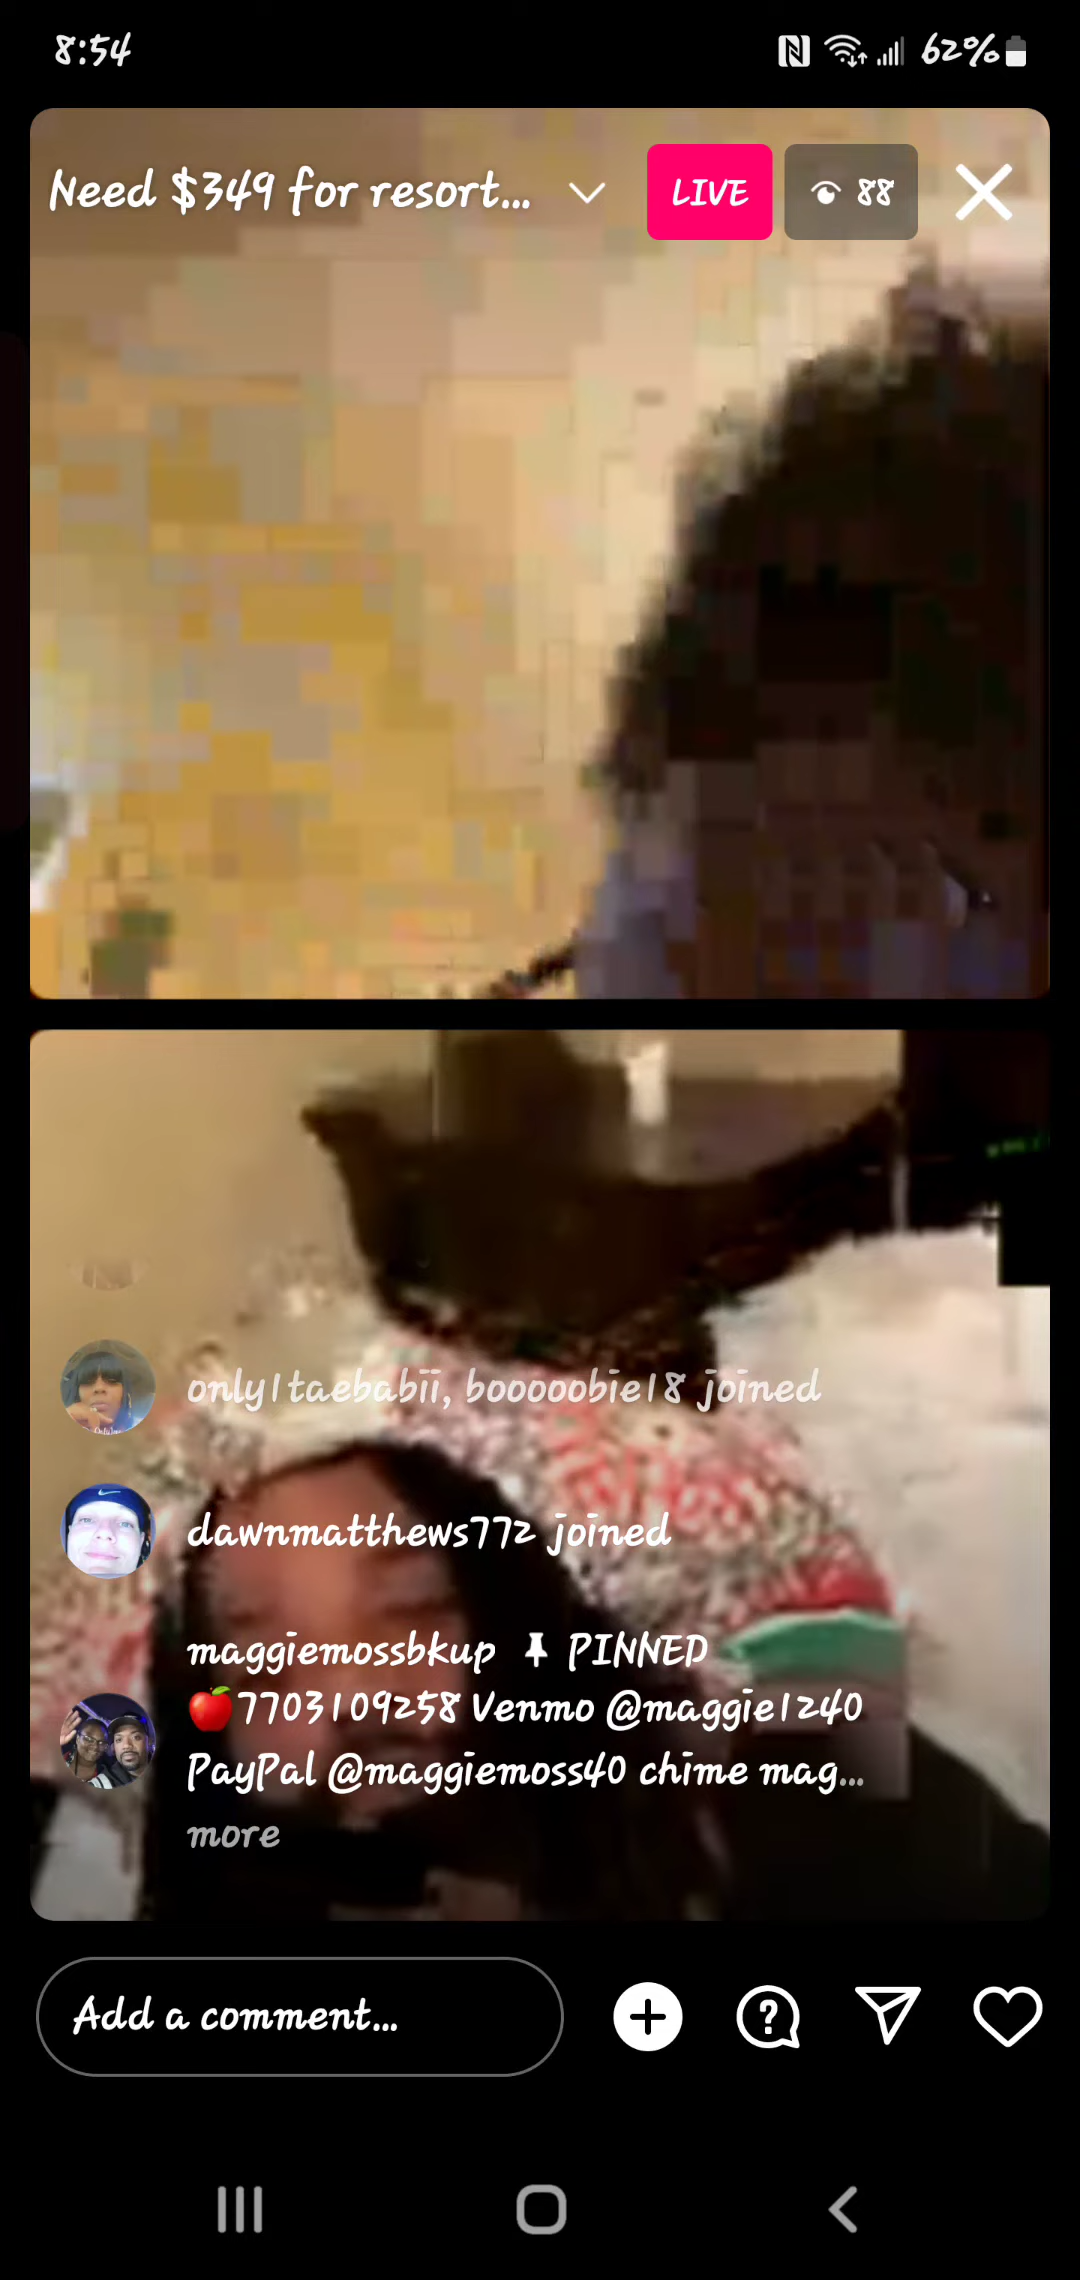 8:54
62%
Need $349 for resort...
LIVE
88
only1taebabii, booooobie18 joined
dawnmatthews772 joined
maggiemossbkup PINNED
🍎7703109258 Venmo @maggie1240
PayPal @maggiemoss40 chime mag...
more
Add a comment...